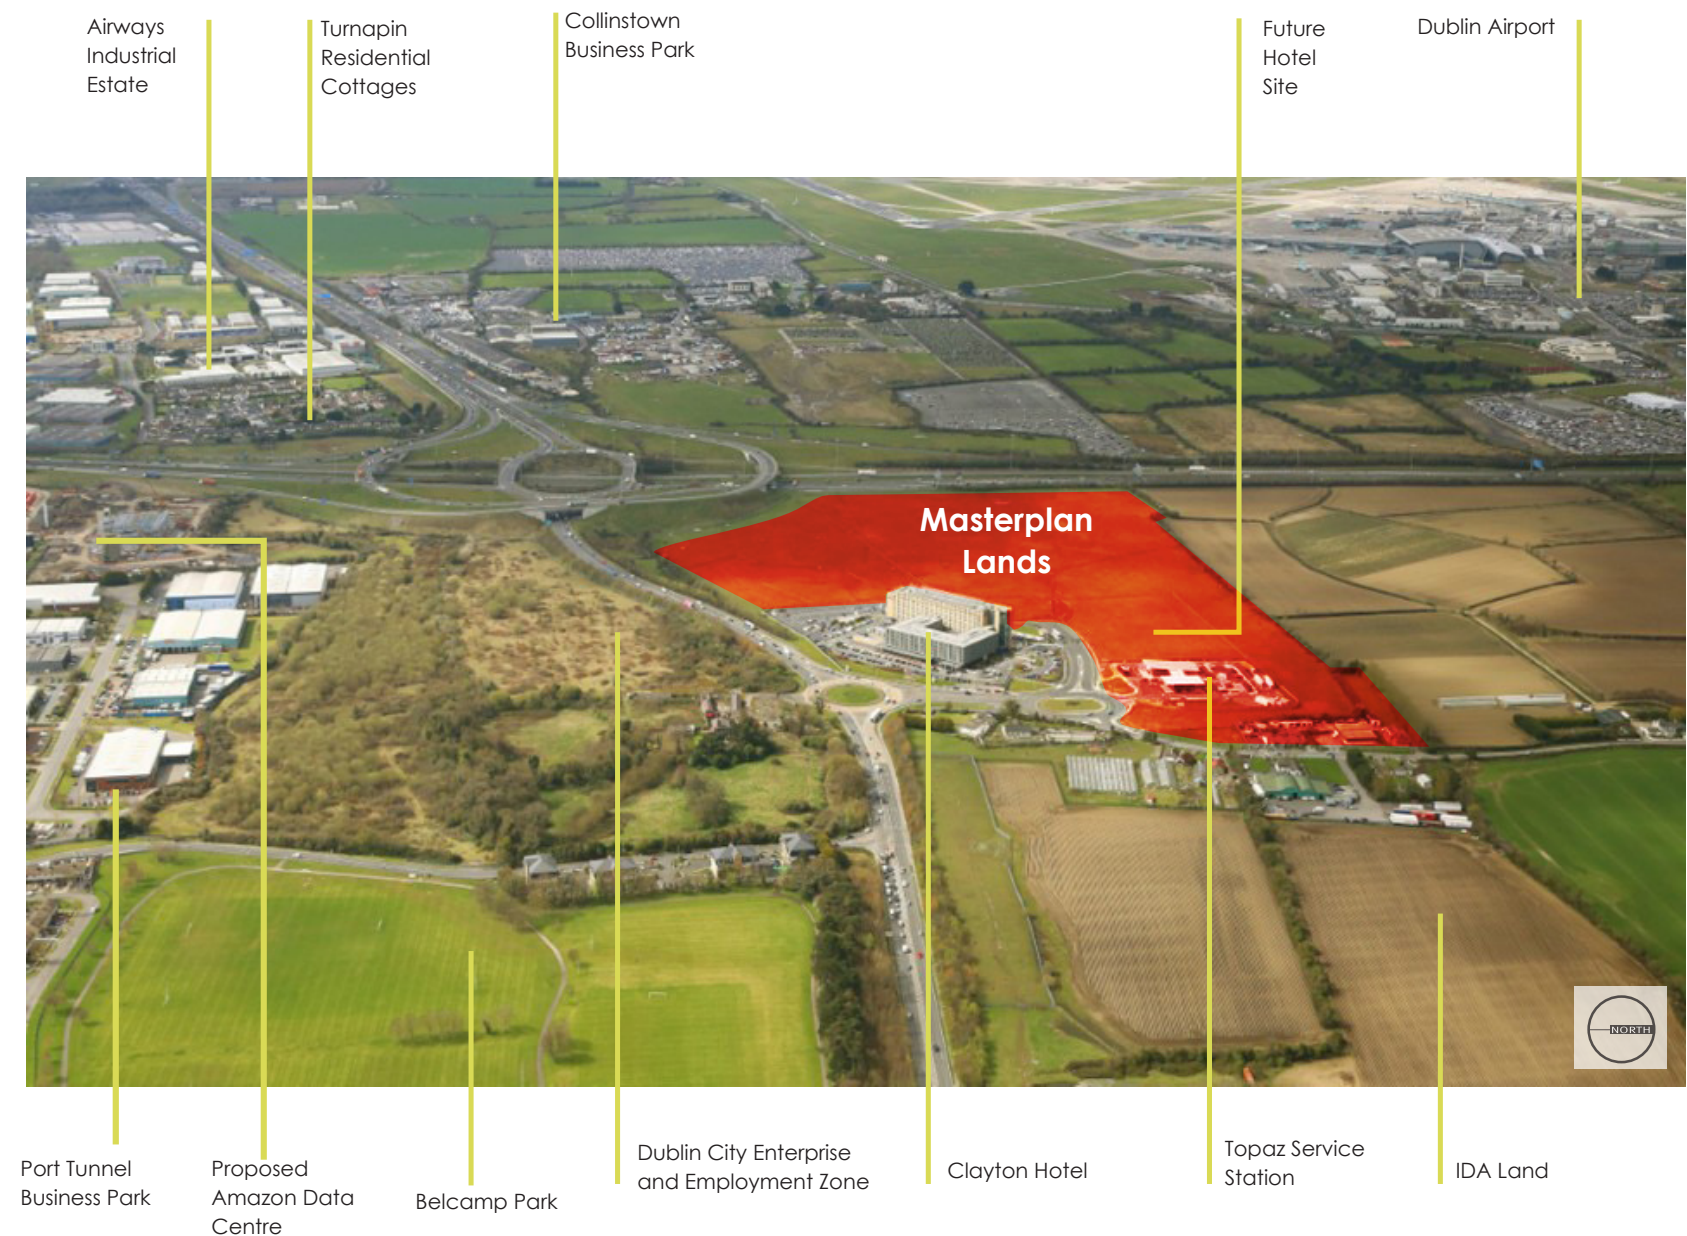 Airways
Industrial
Estate
Turnapin
Residential
Cottages
Collinstown
Business Park
Future
Hotel
Site
Dublin Airport
Masterplan
Lands
NORTH
Port Tunnel
Business Park
Proposed
Amazon Data
Centre
Belcamp Park
Dublin City Enterprise
and Employment Zone
Clayton Hotel
Topaz Service
Station
IDA Land